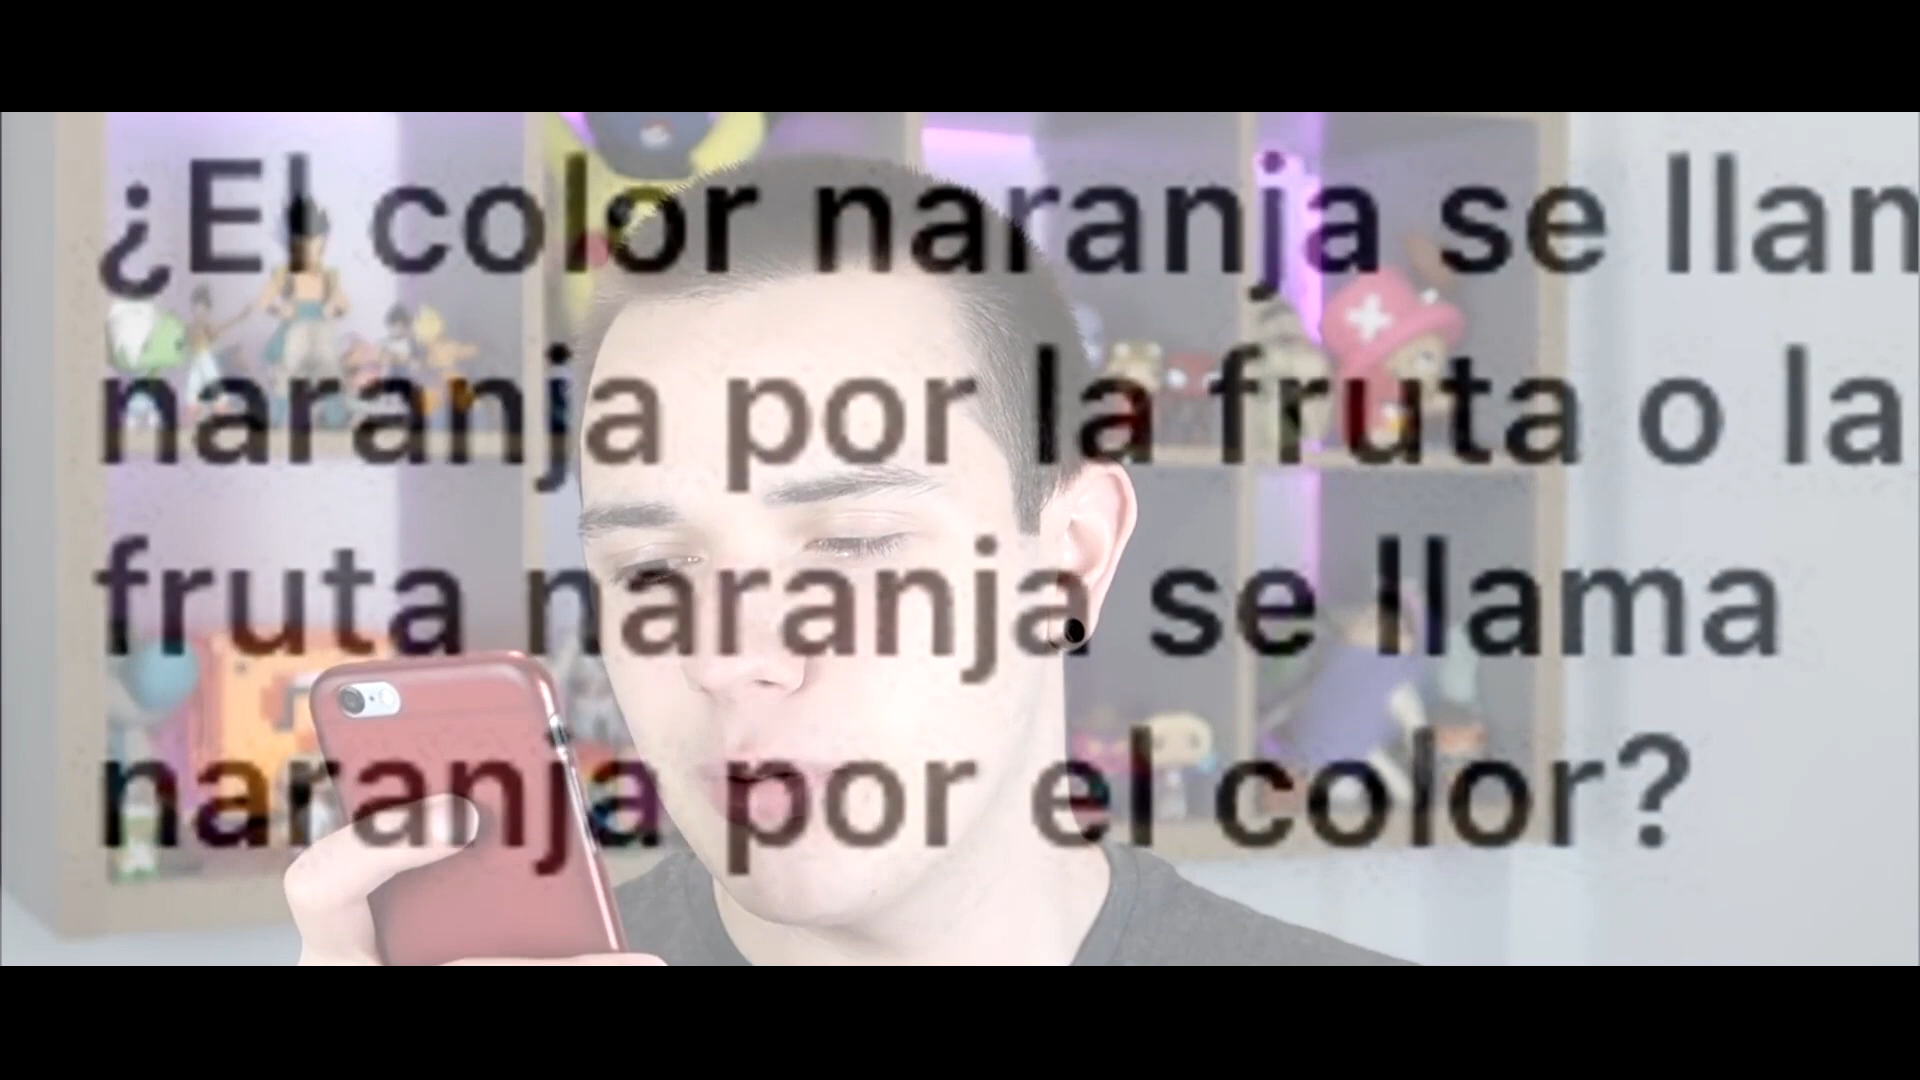 ¿El color naranja se llan
naranja por la fruta o la
fruta naranja se llama
naranja por el color?